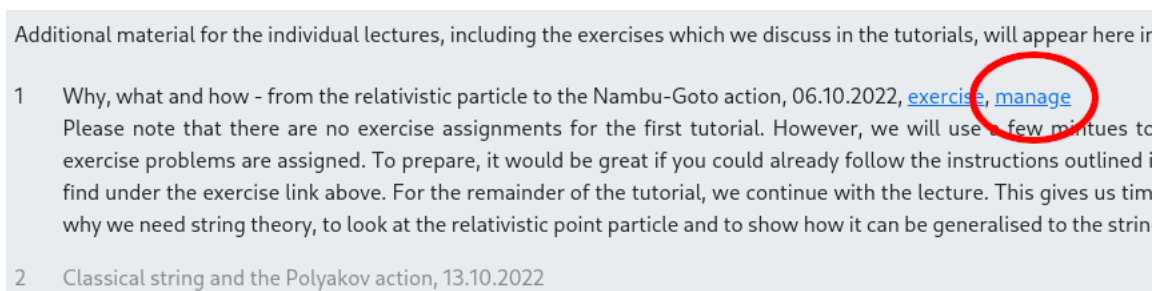 Additional material for the individual lectures, including the exercises which we discuss in the tutorials, will appear here in
1 Why, what and how - from the relativistic particle to the Nambu-Goto action, 06.10.2022, exercise, manage
Please note that there are no exercise assignments for the first tutorial. However, we will use a few mintues to
exercise problems are assigned. To prepare, it would be great if you could already follow the instructions outlined i
find under the exercise link above. For the remainder of the tutorial, we continue with the lecture. This gives us tim
why we need string theory, to look at the relativistic point particle and to show how it can be generalised to the strin
2 Classical string and the Polyakov action, 13.10.2022